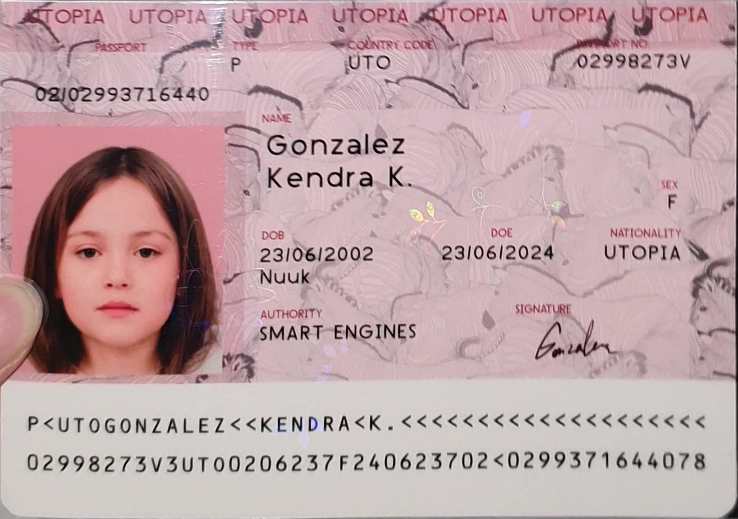 UTOPIA UTOPIA UTOPIA UTOPIA UTOPIA UTOPIA UTOPIA
PASSPORT TYPE COUNTRY CODE PASSPORT NO.
P UTO 02998273V
02/02993716440
NAME
Gonzalez
Kendra K.
SEX
F
DOB DOE NATIONALITY
23/06/2002 23/06/2024 UTOPIA
Nuuk
AUTHORITY SIGNATURE
SMART ENGINES Gonzalez
P<UTOGONZALEZ<<KENDRA<K.<<<<<<<<<<<<<<<<<<<<
02998273V3UTO0206237F240623702<0299371644078